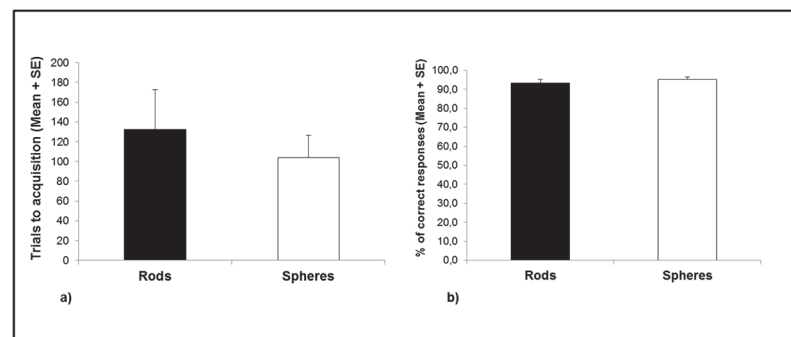 Trials to acquisition (Mean + SE)
200
180
160
140
120
100
80
60
40
20
0
Rods
Spheres
a)
% of correct responses (Mean + SE)
100,0
90,0
80,0
70,0
60,0
50,0
40,0
30,0
20,0
10,0
0,0
Rods
Spheres
b)